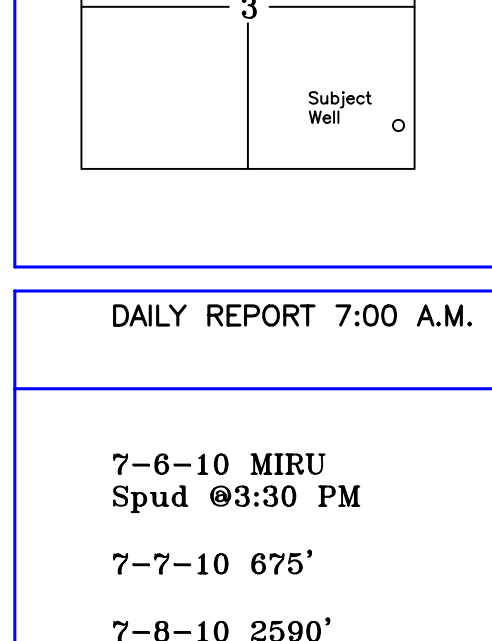 3
Subject
Well
DAILY REPORT 7:00 A.M.
7-6-10 MIRU
Spud @3:30 PM
7-7-10 675'
7-8-10 2590'